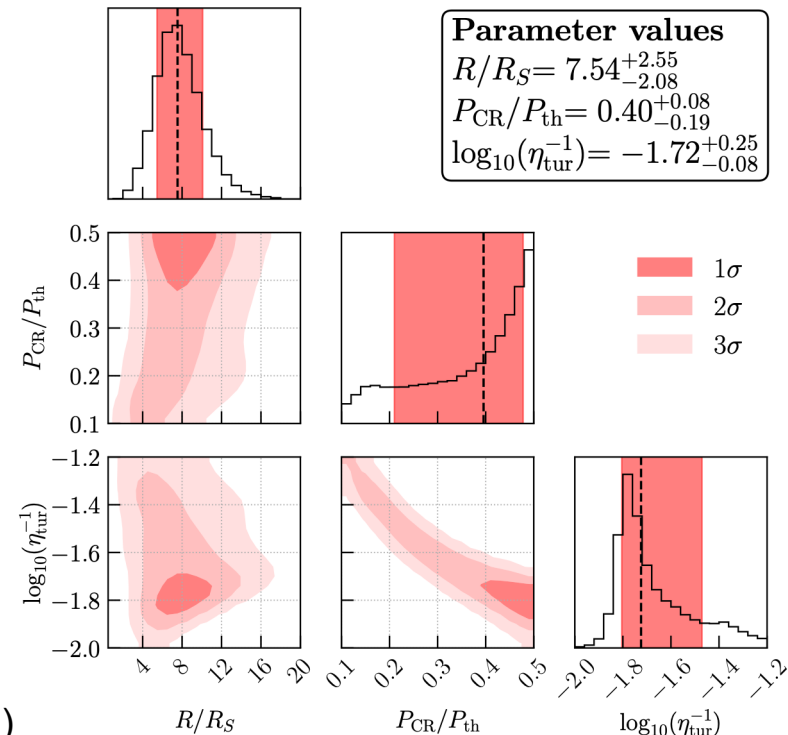 Parameter values
R/R_S= 7.54^{+2.55}_{-2.08}
P_CR/P_th= 0.40^{+0.08}_{-0.19}
log_10(η^{-1}_{tur})= −1.72^{+0.25}_{-0.08}
0.5
0.4
0.3
0.2
0.1
P_CR/P_th
1σ
2σ
3σ
−1.2
−1.4
−1.6
−1.8
−2.0
log_10(η^{-1}_{tur})
4 8 12 16 20
0.1 0.2 0.3 0.4 0.5
−2.0 −1.8 −1.6 −1.4 −1.2
) R/R_S P_CR/P_th log_10(η^{-1}_{tur})